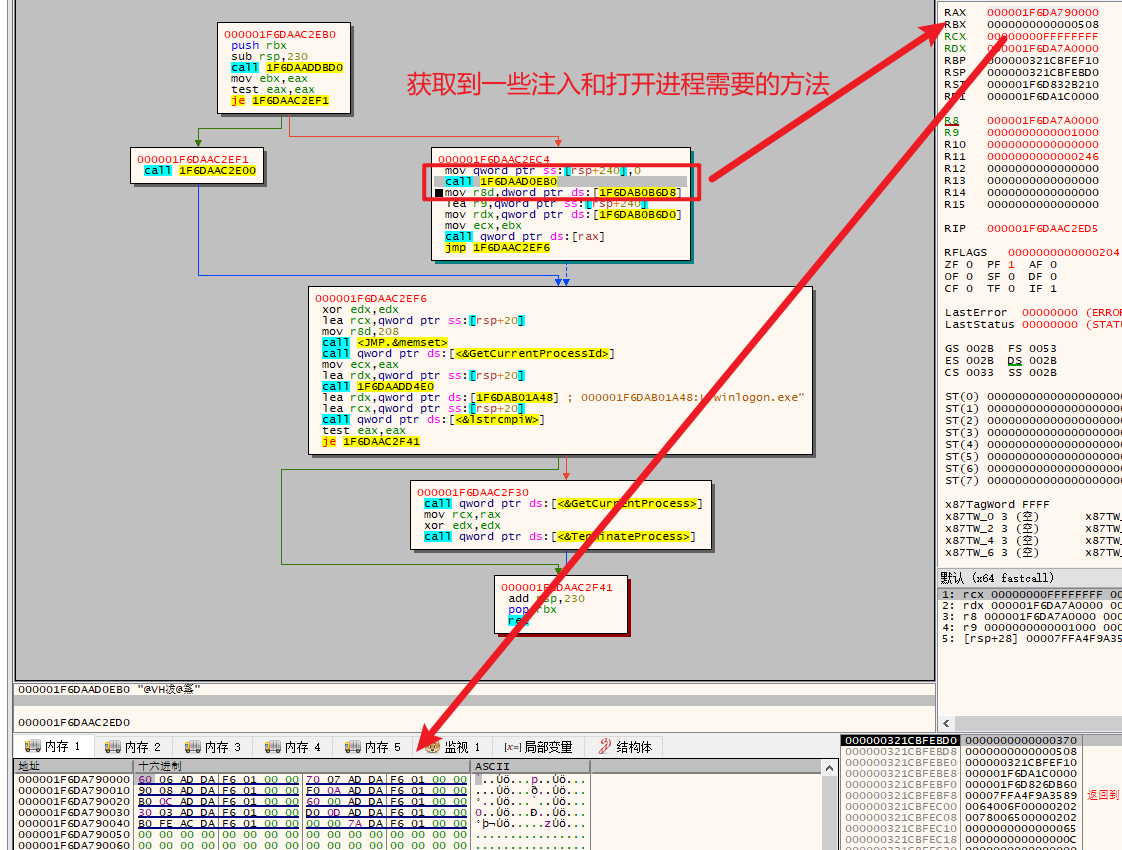 000001F6DAAC2EB0
push rbx
sub rsp,230
call 1F6DAADDBD0
mov ebx,eax
test eax,eax
je 1F6DAAC2EF1
获取到一些注入和打开进程需要的方法
000001F6DAAC2EF1
call 1F6DAAC2E00
000001F6DAAC2EC4
mov qword ptr ss:[rsp+240],0
call 1F6DAAD0EB0
mov r8d,dword ptr ds:[1F6DAB0B6D8]
lea r9,qword ptr ss:[rsp+240]
mov rdx,qword ptr ds:[1F6DAB0B6D0]
mov ecx,ebx
call qword ptr ds:[rax]
jmp 1F6DAAC2EF6
000001F6DAAC2EF6
xor edx,edx
lea rcx,qword ptr ss:[rsp+20]
mov r8d,208
call <JMP.&memset>
call qword ptr ds:[<&GetCurrentProcessId>]
mov ecx,eax
lea rdx,qword ptr ss:[rsp+20]
call 1F6DAADD4E0
lea rdx,qword ptr ds:[1F6DAB01A48] ; 000001F6DAB01A48:L"winlogon.exe"
lea rcx,qword ptr ss:[rsp+20]
call qword ptr ds:[<&lstrcmpiW>]
test eax,eax
je 1F6DAAC2F41
000001F6DAAC2F30
call qword ptr ds:[<&GetCurrentProcess>]
mov rcx,rax
xor edx,edx
call qword ptr ds:[<&TerminateProcess>]
000001F6DAAC2F41
add rsp,230
pop rbx
ret
RAX 000001F6DA790000
RBX 0000000000000508
RCX 00000000FFFFFFFF
RDX 000001F6DA7A0000
RBP 000000321CBFEF10
RSP 000000321CBFEBD0
RSI 000001F6D832B210
RDI 000001F6DA1C0000
R8 000001F6DA7A0000
R9 0000000000001000
R10 0000000000000000
R11 0000000000000246
R12 0000000000000000
R13 0000000000000000
R14 0000000000000000
R15 0000000000000000
RIP 000001F6DAAC2ED5
RFLAGS 0000000000000204
ZF 0 PF 1 AF 0
OF 0 SF 0 DF 0
CF 0 TF 0 IF 1
LastError 00000000 (ERROR
LastStatus 00000000 (STATU
GS 002B FS 0053
ES 002B DS 002B
CS 0033 SS 002B
ST(0) 0000000000000000000
ST(1) 0000000000000000000
ST(2) 0000000000000000000
ST(3) 0000000000000000000
ST(4) 0000000000000000000
ST(5) 0000000000000000000
ST(6) 0000000000000000000
ST(7) 0000000000000000000
x87TagWord FFFF
x87TW_0 3 (空) x87TW_
x87TW_2 3 (空) x87TW_
x87TW_4 3 (空) x87TW_
x87TW_6 3 (空) x87TW_
默认 (x64 fastcall)
1: rcx 00000000FFFFFFFF 00
2: rdx 000001F6DA7A0000 00
3: r8 000001F6DA7A0000 000
4: r9 0000000000001000 000
5: [rsp+28] 00007FFA4F9A35
000001F6DAAD0EB0 "@VH
000001F6DAAC2ED0
内存 1 内存 2 内存 3 内存 4 内存 5 监视 1 [x=] 局部变量 结构体
地址 十六进制 ASCII
000001F6DA790000 60 06 AD DA F6 01 00 00 70 07 AD DA F6 01 00 00 `..Úö...p..Úö...
000001F6DA790010 90 08 AD DA F6 01 00 00 F0 0A AD DA F6 01 00 00 ...Úö...ð..Úö...
000001F6DA790020 B0 0C AD DA F6 01 00 00 60 00 AD DA F6 01 00 00 °..Úö...`..Úö...
000001F6DA790030 30 03 AD DA F6 01 00 00 D0 0D AD DA F6 01 00 00 0..Úö...Ð..Úö...
000001F6DA790040 B0 FE AC DA F6 01 00 00 00 00 7A DA F6 01 00 00 °þ¬Úö.....zÚö...
000001F6DA790050 00 00 00 00 00 00 00 00 00 00 00 00 00 00 00 00 ................
000001F6DA790060 00 00 00 00 00 00 00 00 00 00 00 00 00 00 00 00 ................
000000321CBFEBD0 0000000000000370
000000321CBFEBD8 0000000000000508
000000321CBFEBE0 000000321CBFEF10
000000321CBFEBE8 000001F6DA1C0000
000000321CBFEBF0 000001F6D826DB60
000000321CBFEBF8 00007FFA4F9A3589 返回到
000000321CBFEC00 0064006F00000202
000000321CBFEC08 0078006500000202
000000321CBFEC10 0000000000000065
000000321CBFEC18 000000000000000C